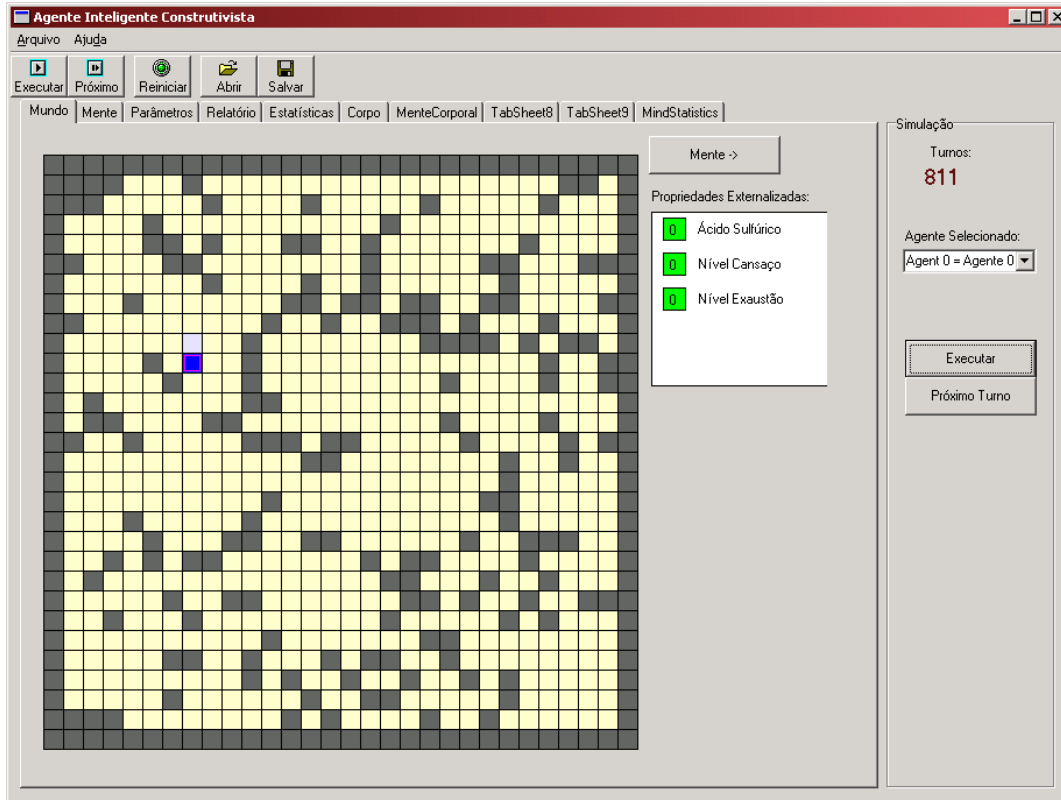 Agente Inteligente Construtivista
Arquivo Ajuda
Executar Próximo Reiniciar Abrir Salvar
Mundo Mente Parâmetros Relatório Estatísticas Corpo MenteCorporal TabSheet8 TabSheet9 MindStatistics
Mente ->
Propriedades Externalizadas:
0 Ácido Sulfúrico
0 Nível Cansaço
0 Nível Exaustão
Simulação
Turnos:
811
Agente Selecionado:
Agent 0 = Agente 0
Executar
Próximo Turno